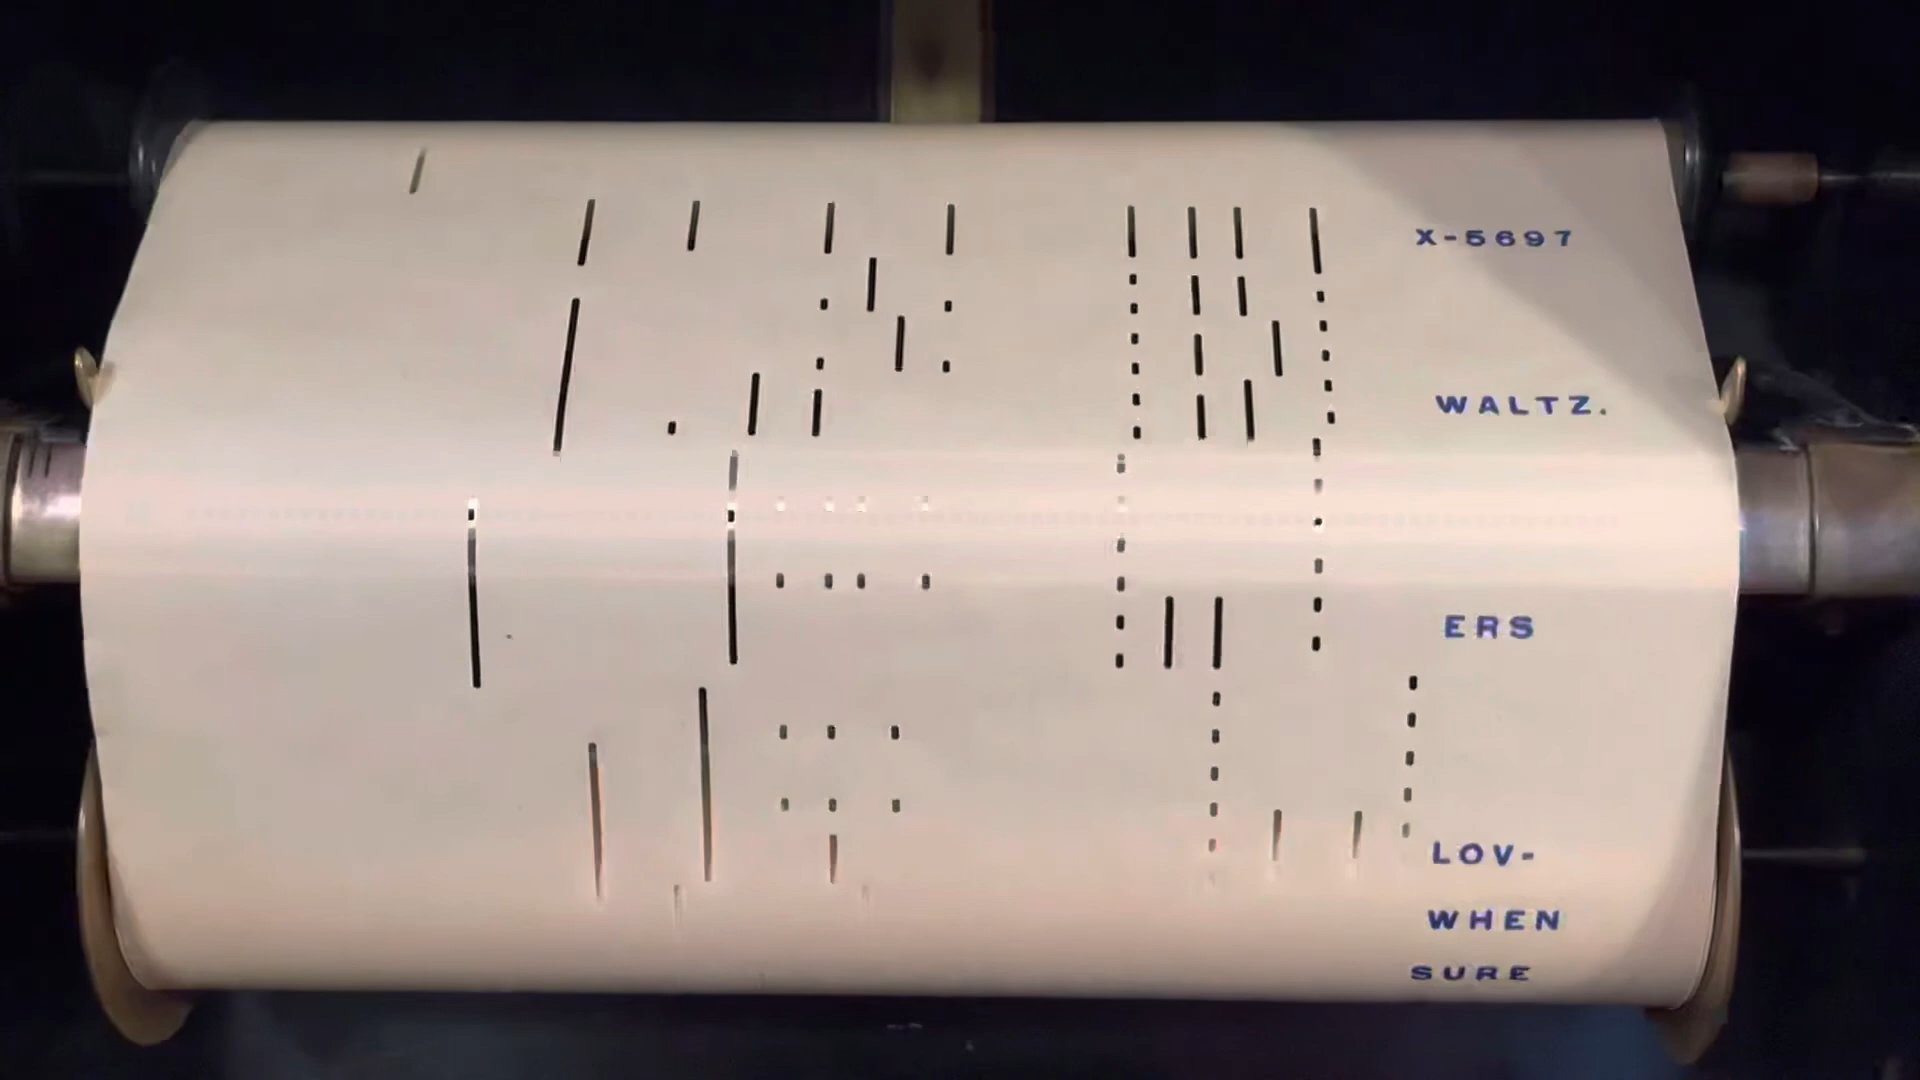 X-5697
WALTZ.
ERS
LOV-
WHEN
SURE